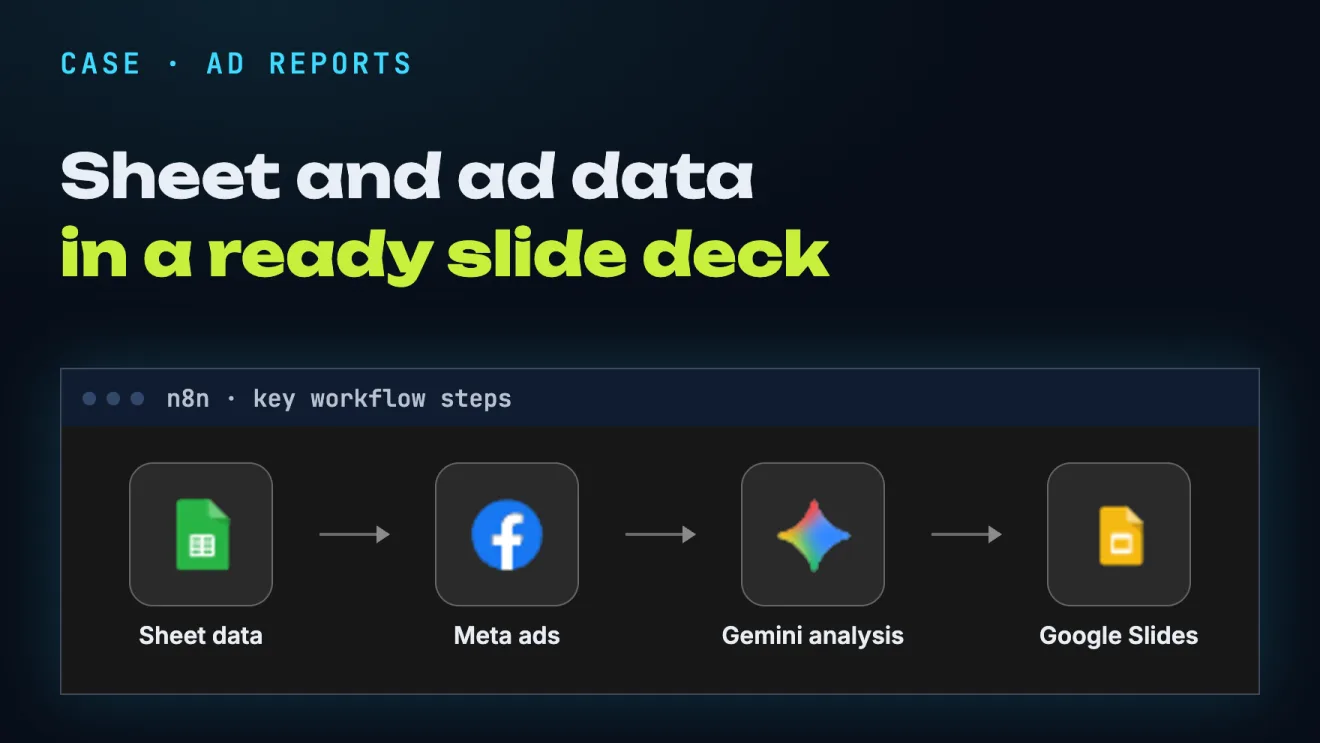 CASE · AD REPORTS
Sheet and ad data
in a ready slide deck
n8n · key workflow steps
Sheet data
Meta ads
Gemini analysis
Google Slides